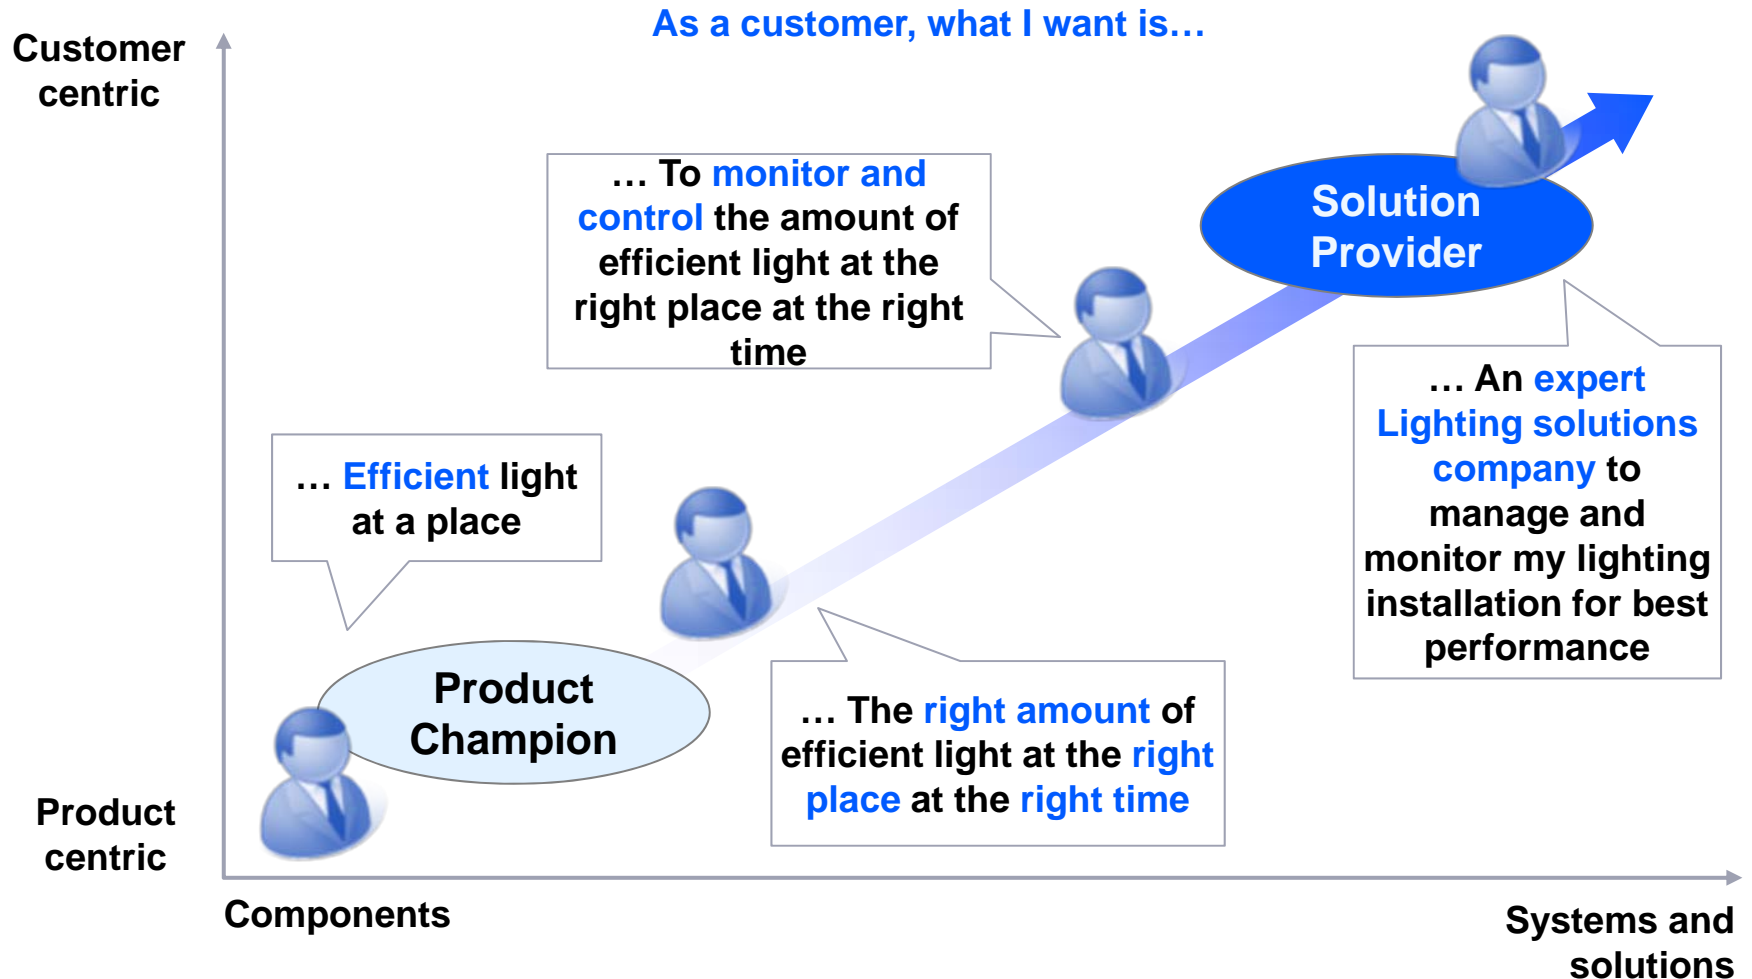 As a customer, what I want is…
Customer
centric
… To monitor and
control the amount of
efficient light at the
right place at the right
time
Solution
Provider
… An expert
Lighting solutions
company to
manage and
monitor my lighting
installation for best
performance
… Efficient light
at a place
Product
Champion
… The right amount of
efficient light at the right
place at the right time
Product
centric
Components
Systems and
solutions